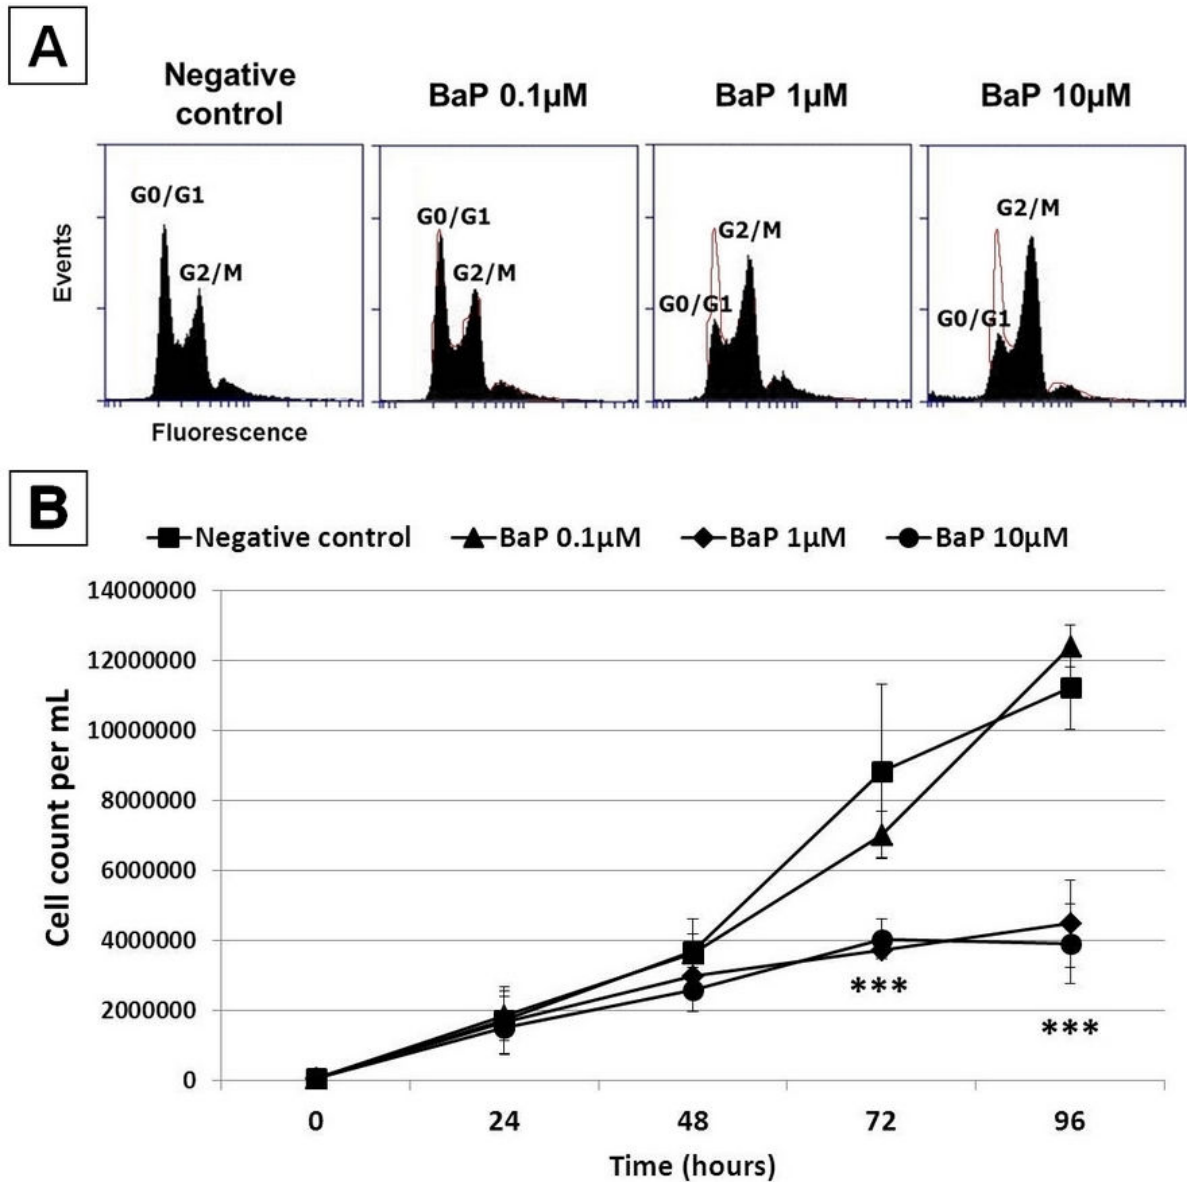 A
Negative
control
BaP 0.1µM
BaP 1µM
BaP 10µM
Events
G0/G1
G2/M
G0/G1
G2/M
G2/M
G0/G1
G2/M
G0/G1
Fluorescence
B
Negative control
BaP 0.1µM
BaP 1µM
BaP 10µM
Cell count per mL
14000000
12000000
10000000
8000000
6000000
4000000
2000000
0
***
***
0 24 48 72 96
Time (hours)